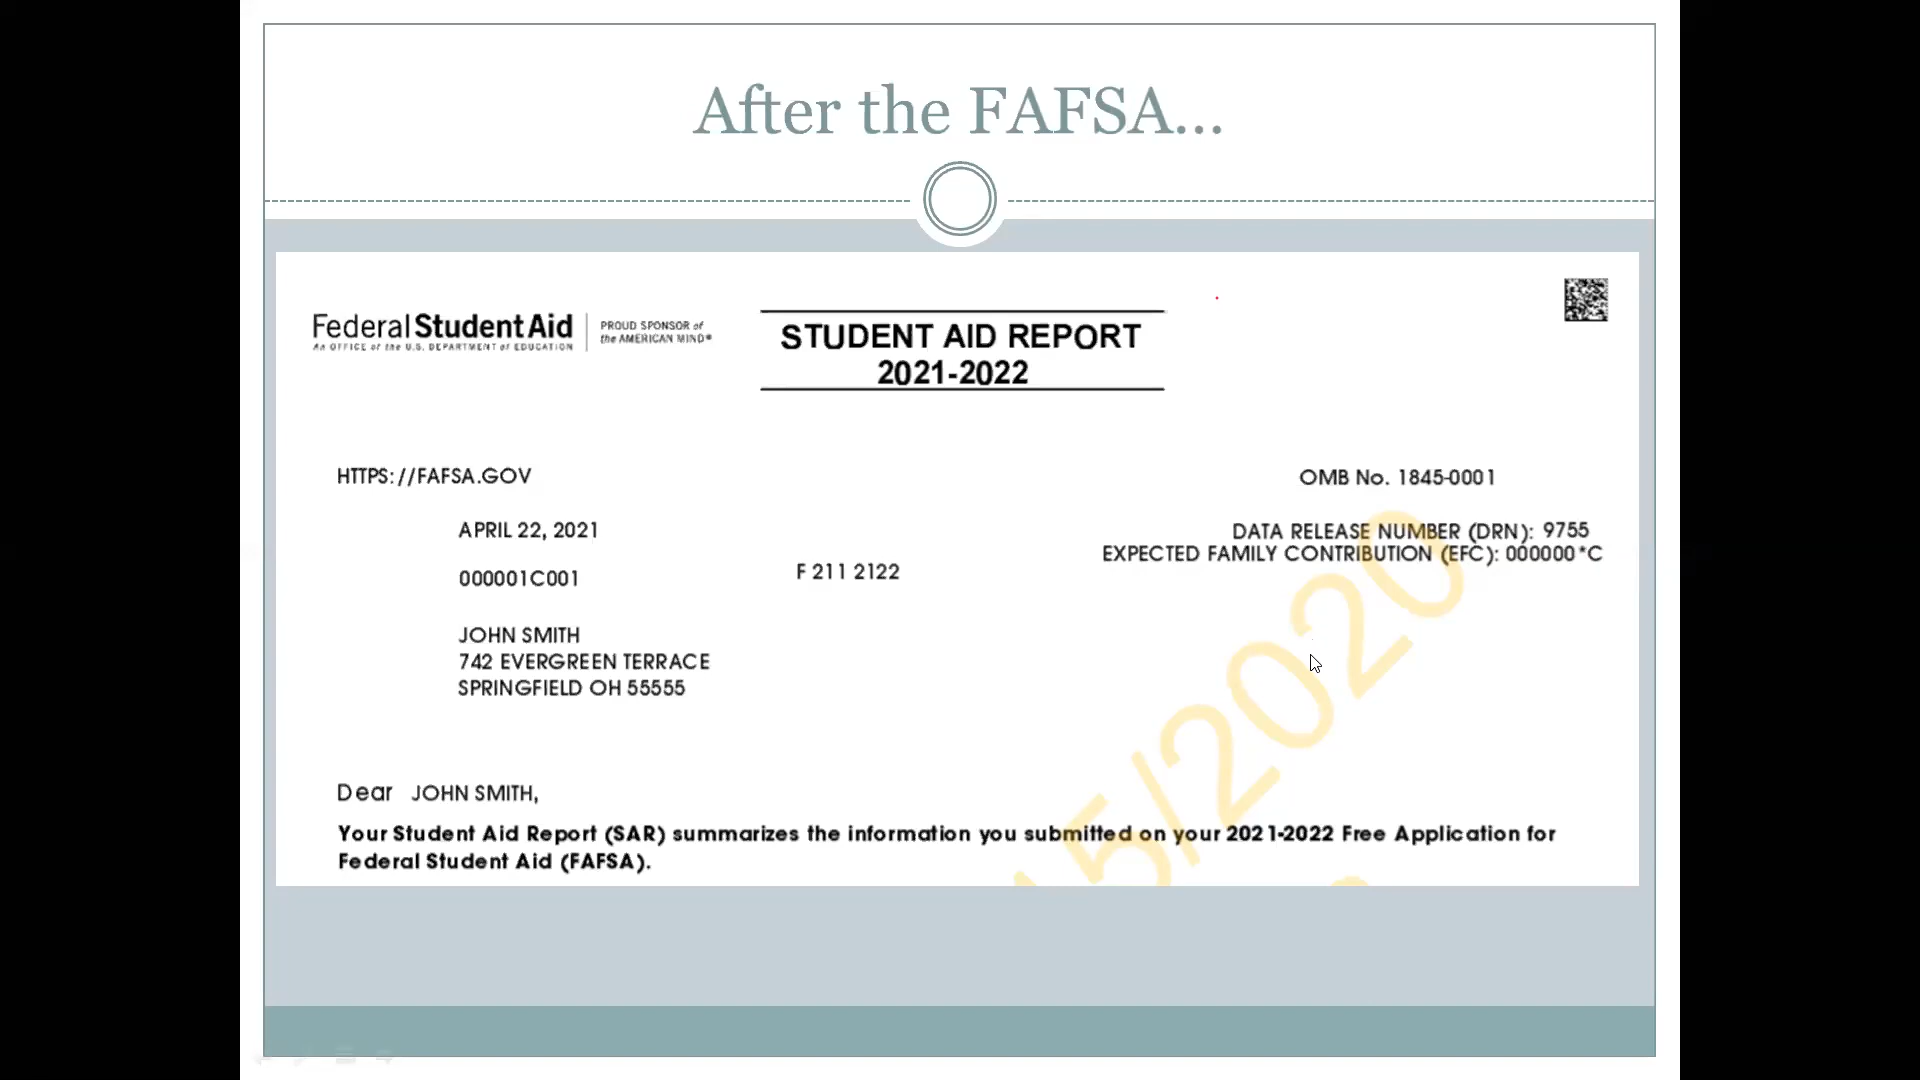 After the FAFSA...
Federal Student Aid
An OFFICE of the U.S. DEPARTMENT of EDUCATION
PROUD SPONSOR of
the AMERICAN MIND®
STUDENT AID REPORT
2021-2022
HTTPS://FAFSA.GOV
OMB No. 1845-0001
APRIL 22, 2021
DATA RELEASE NUMBER (DRN): 9755
EXPECTED FAMILY CONTRIBUTION (EFC): 000000*C
000001C001
F 211 2122
JOHN SMITH
742 EVERGREEN TERRACE
SPRINGFIELD OH 55555
Dear JOHN SMITH,
Your Student Aid Report (SAR) summarizes the information you submitted on your 2021-2022 Free Application for
Federal Student Aid (FAFSA).
5/2020